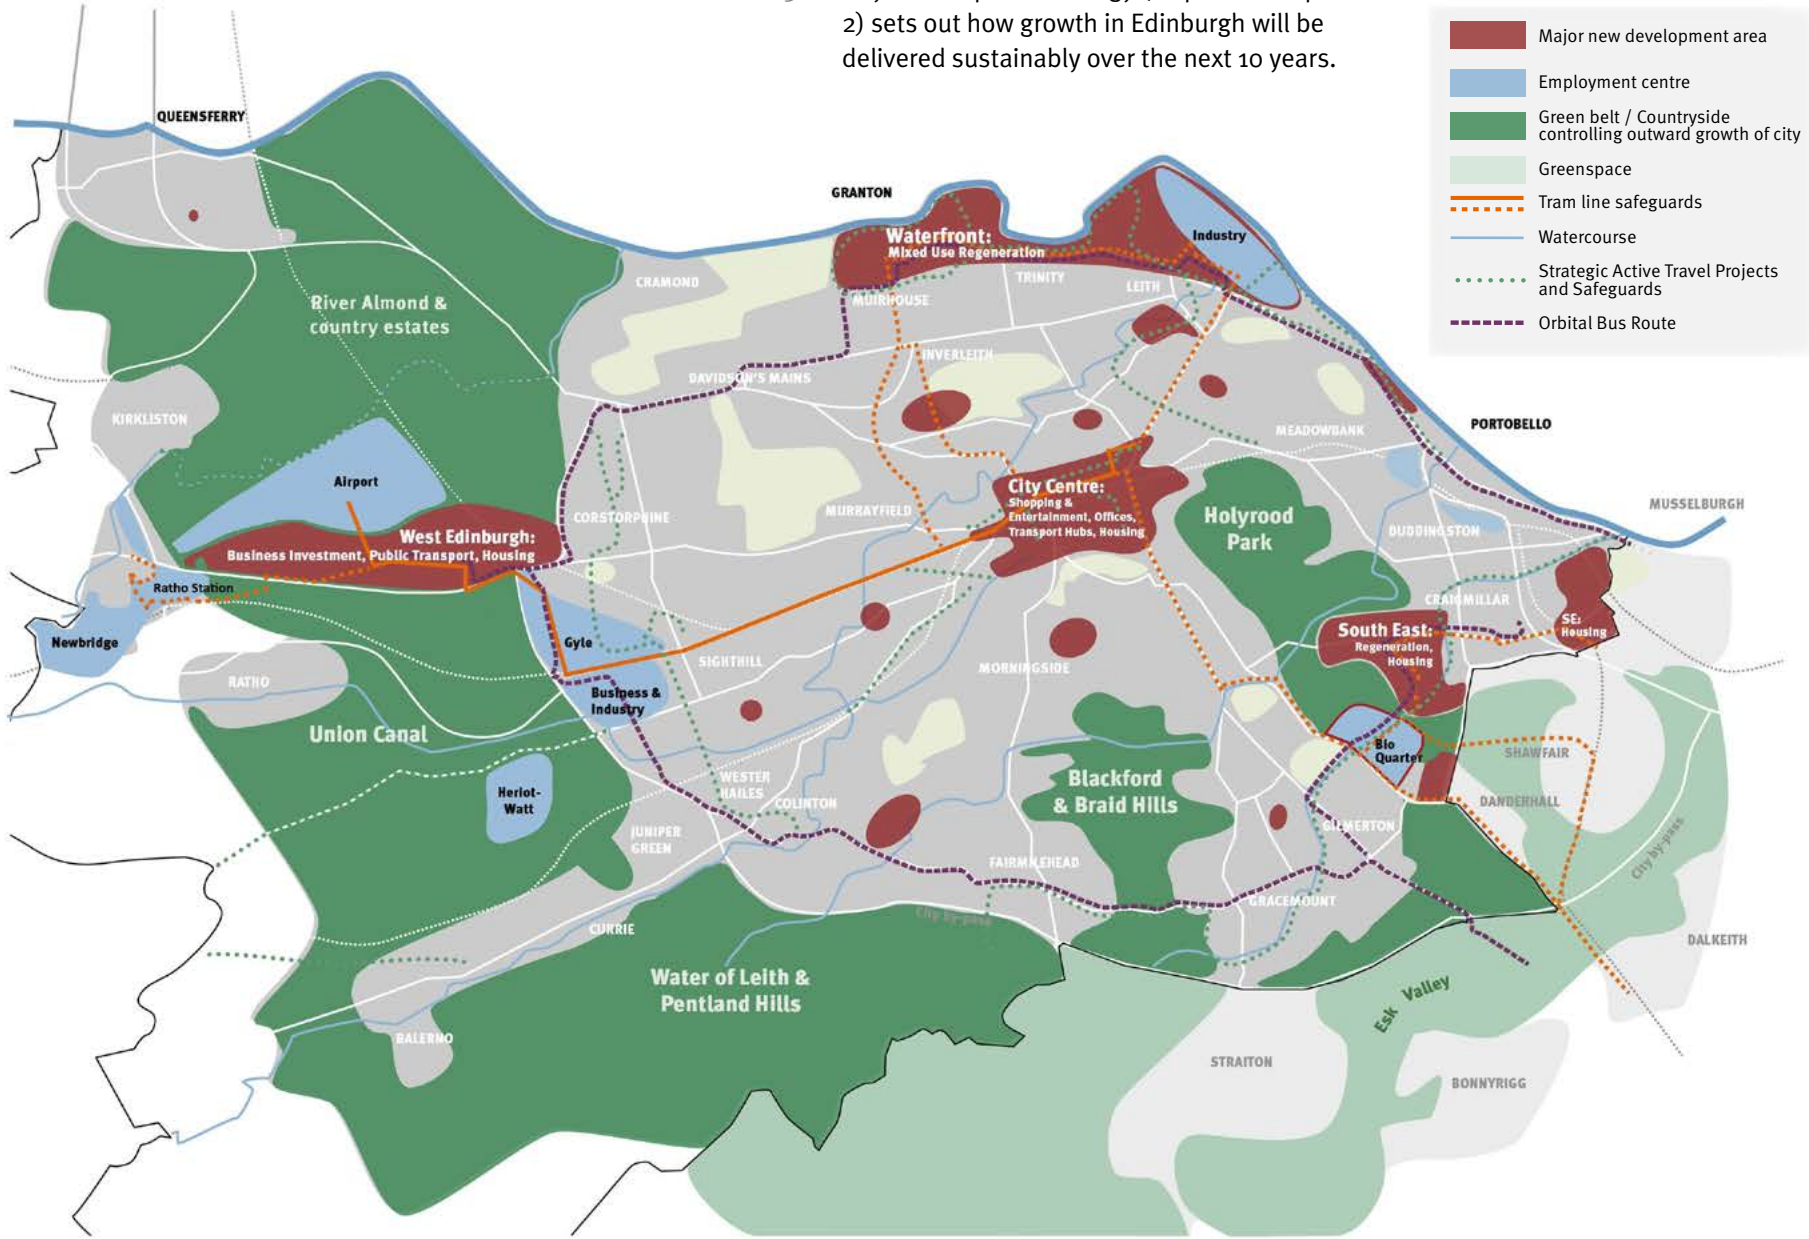 2) sets out how growth in Edinburgh will be
delivered sustainably over the next 10 years.
Major new development area
Employment centre
Green belt / Countryside
controlling outward growth of city
Greenspace
Tram line safeguards
Watercourse
Strategic Active Travel Projects
and Safeguards
Orbital Bus Route
QUEENSFERRY
GRANTON
Waterfront:
Mixed Use Regeneration
Industry
CRAMOND
TRINITY
LEITH
MUIRHOUSE
River Almond &
country estates
INVERLEITH
DAVIDSON'S MAINS
KIRKLISTON
MEADOWBANK
PORTOBELLO
Airport
City Centre:
Shopping &
Entertainment, Offices,
Transport Hubs, Housing
MUSSELBURGH
CORSTORPHINE
MURRAYFIELD
Holyrood
Park
DUDDINGSTON
West Edinburgh:
Business Investment, Public Transport, Housing
Ratho Station
CRAIGMILLAR
Newbridge
Gyle
SE:
Housing
South East:
Regeneration,
Housing
SIGHTHILL
MORNINGSIDE
RATHO
Business &
Industry
Union Canal
Bio
Quarter
SHAWFAIR
Heriot-
Watt
WESTER
HAILES
COLINTON
Blackford
& Braid Hills
DANDERHALL
JUNIPER
GREEN
GILMERTON
City by-pass
FAIRMILEHEAD
GRACEMOUNT
City by-pass
CURRIE
DALKEITH
Water of Leith &
Pentland Hills
Esk Valley
BALERNO
STRAITON
BONNYRIGG